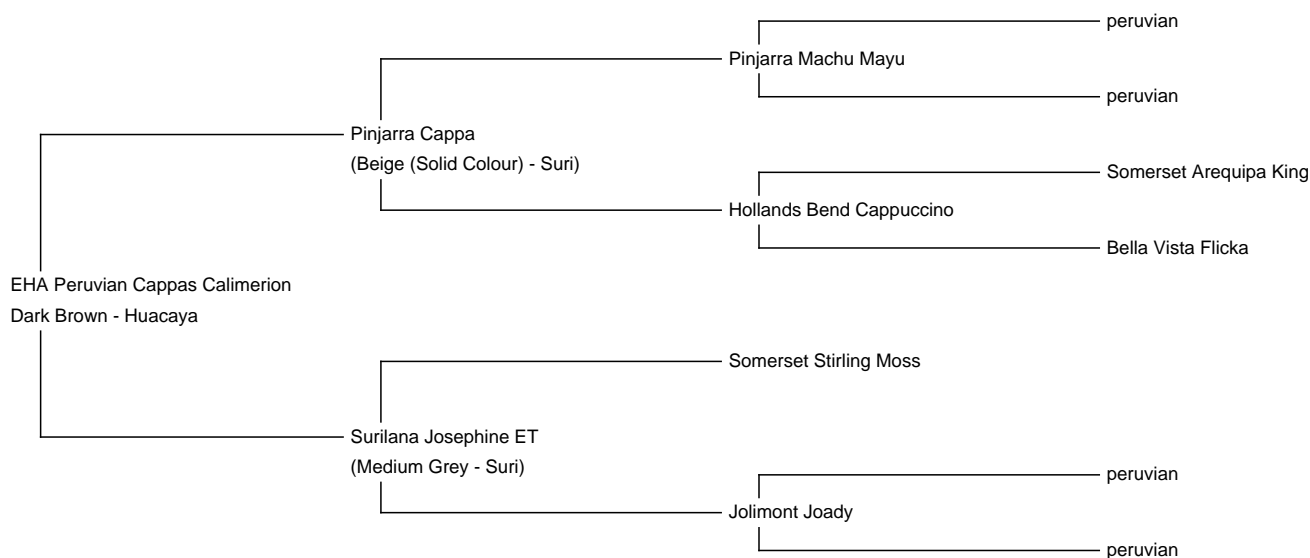 peruvian
Pinjarra Machu Mayu
peruvian
Pinjarra Cappa
(Beige (Solid Colour) - Suri)
Somerset Arequipa King
Hollands Bend Cappuccino
Bella Vista Flicka
EHA Peruvian Cappas Calimerion
Dark Brown - Huacaya
Somerset Stirling Moss
Surilana Josephine ET
(Medium Grey - Suri)
peruvian
Jolimont Joady
peruvian